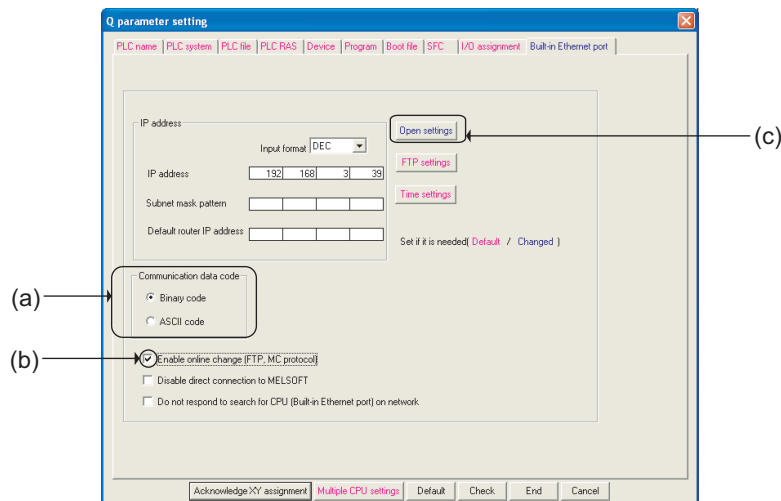 Q parameter setting
PLC name PLC system PLC file PLC RAS Device Program Boot file SFC I/O assignment Built-in Ethernet port
IP address
Input format DEC
IP address 192 168 3 39
Subnet mask pattern
Default router IP address
Open settings
FTP settings
Time settings
Set if it is needed( Default / Changed )
(c)
(a)
Communication data code
Binary code
ASCII code
(b)
Enable online change (FTP, MC protocol)
Disable direct connection to MELSOFT
Do not respond to search for CPU (Built-in Ethernet port) on network
Acknowledge XY assignment Multiple CPU settings Default Check End Cancel